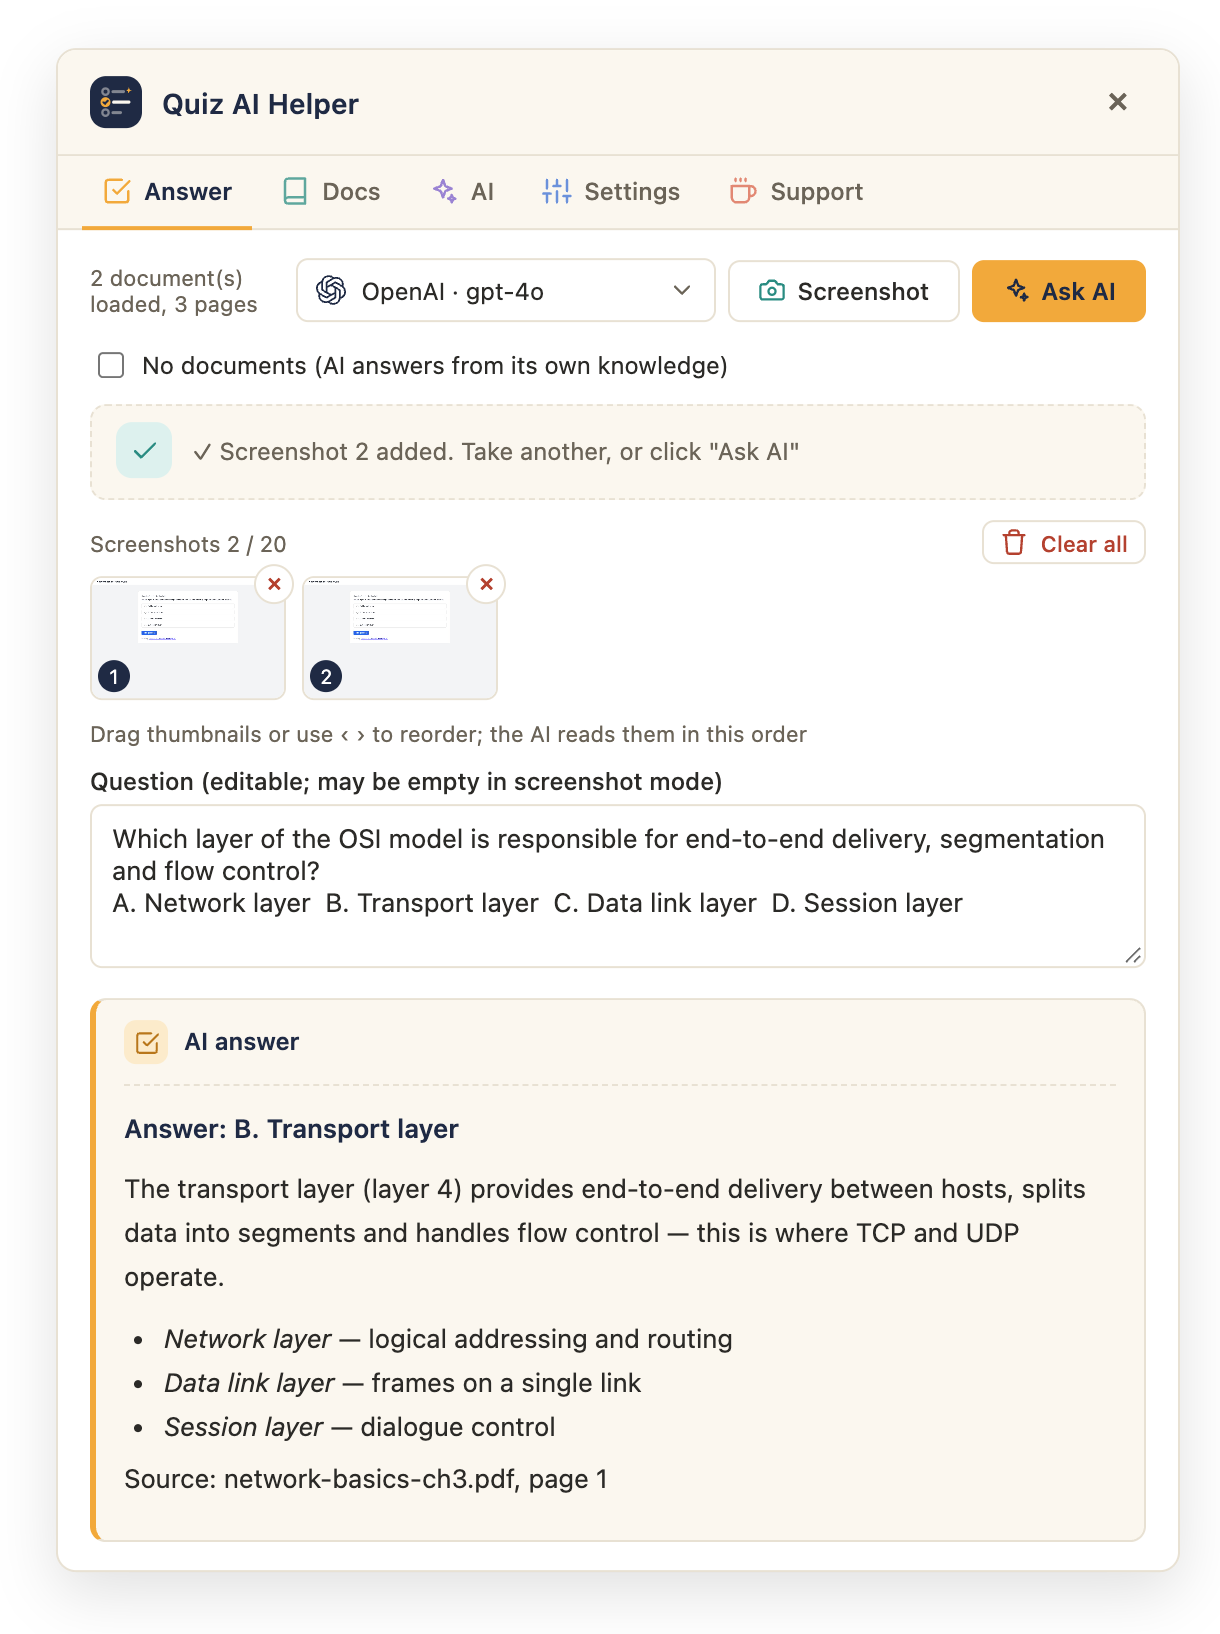 Quiz AI Helper
Answer
Docs
AI
Settings
Support
2 document(s)
loaded, 3 pages
OpenAI · gpt-4o
Screenshot
Ask AI
No documents (AI answers from its own knowledge)
✓ Screenshot 2 added. Take another, or click "Ask AI"
Screenshots 2 / 20
Clear all
1
2
Drag thumbnails or use ‹ › to reorder; the AI reads them in this order
Question (editable; may be empty in screenshot mode)
Which layer of the OSI model is responsible for end-to-end delivery, segmentation
and flow control?
A. Network layer  B. Transport layer  C. Data link layer  D. Session layer
AI answer
Answer: B. Transport layer
The transport layer (layer 4) provides end-to-end delivery between hosts, splits
data into segments and handles flow control — this is where TCP and UDP
operate.
• Network layer — logical addressing and routing
• Data link layer — frames on a single link
• Session layer — dialogue control
Source: network-basics-ch3.pdf, page 1